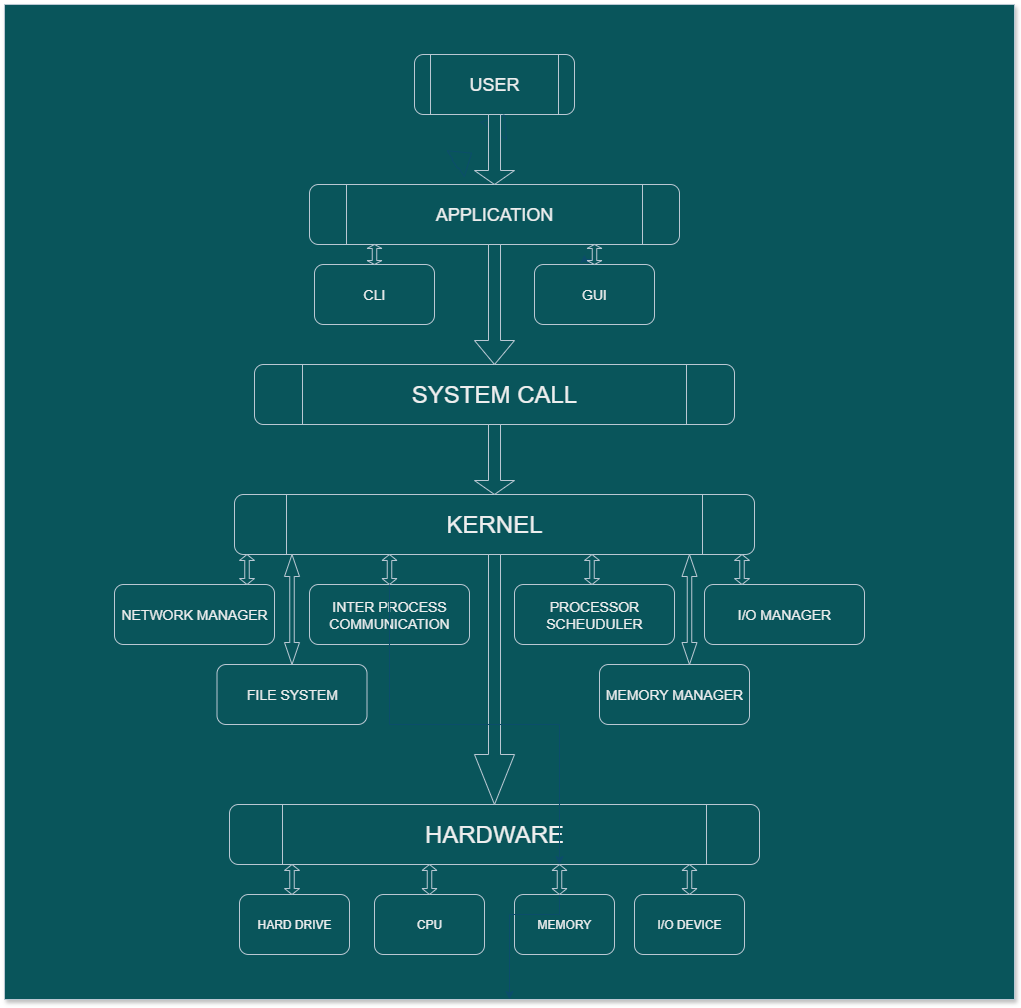 USER
APPLICATION
CLI
GUI
SYSTEM CALL
KERNEL
NETWORK MANAGER
INTER PROCESS
COMMUNICATION
PROCESSOR
SCHEUDULER
I/O MANAGER
FILE SYSTEM
MEMORY MANAGER
HARDWARE
HARD DRIVE
CPU
MEMORY
I/O DEVICE